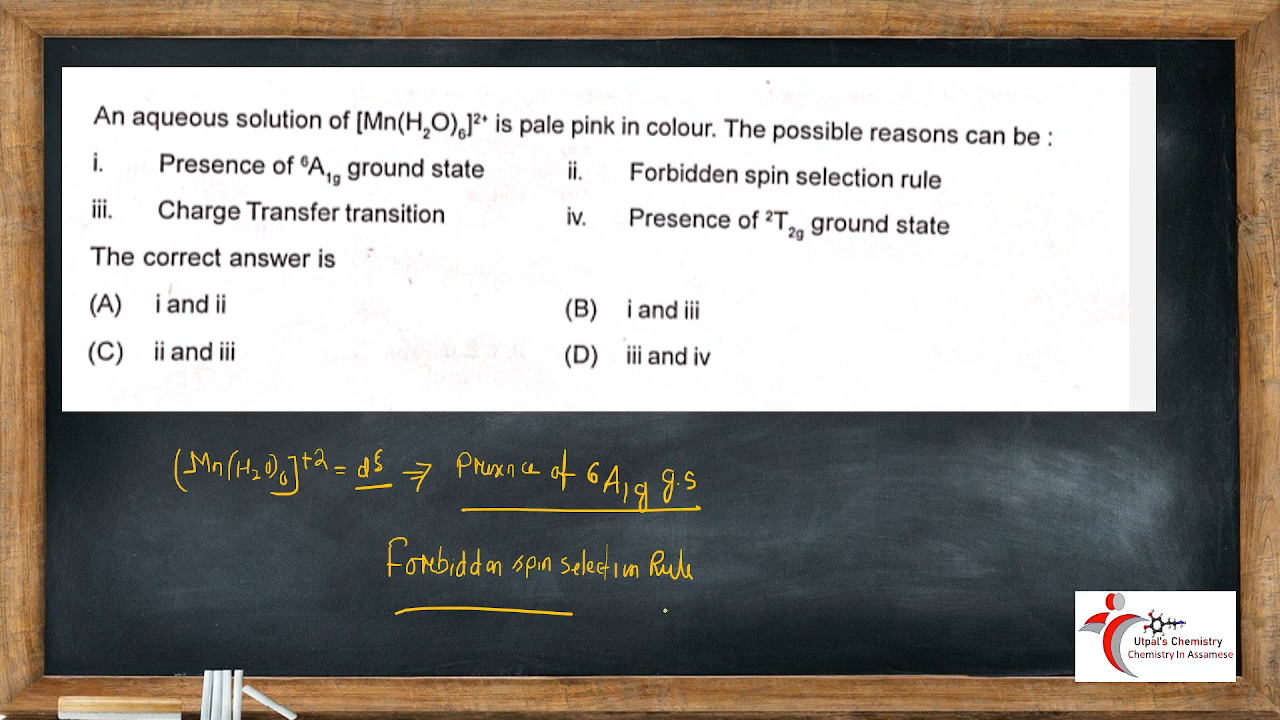 An aqueous solution of [Mn(H₂O)₆]²⁺ is pale pink in colour. The possible reasons can be :
i. Presence of ⁶A₁g ground state ii. Forbidden spin selection rule
iii. Charge Transfer transition iv. Presence of ²T₂g ground state
The correct answer is
(A) i and ii (B) i and iii
(C) ii and iii (D) iii and iv
[Mn(H₂O)₆]⁺² = d⁵ ⇒ Presence of 6A₁g g.s
Forbidden spin selection Rule
Utpal's Chemistry
Chemistry In Assamese